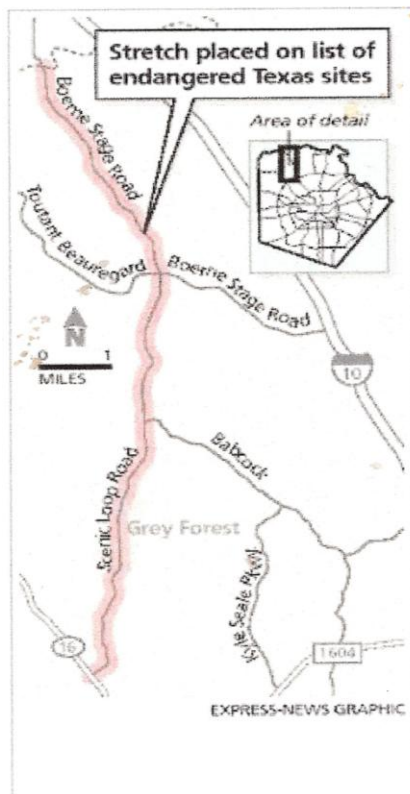 Stretch placed on list of
endangered Texas sites
Area of detail
Boerne Stage Road
Toutant Beauregard
Boerne Stage Road
N
0 1
MILES
10
Babcock
Scenic Loop Road
Grey Forest
Kyle Seale Pkwy
16
1604
EXPRESS-NEWS GRAPHIC